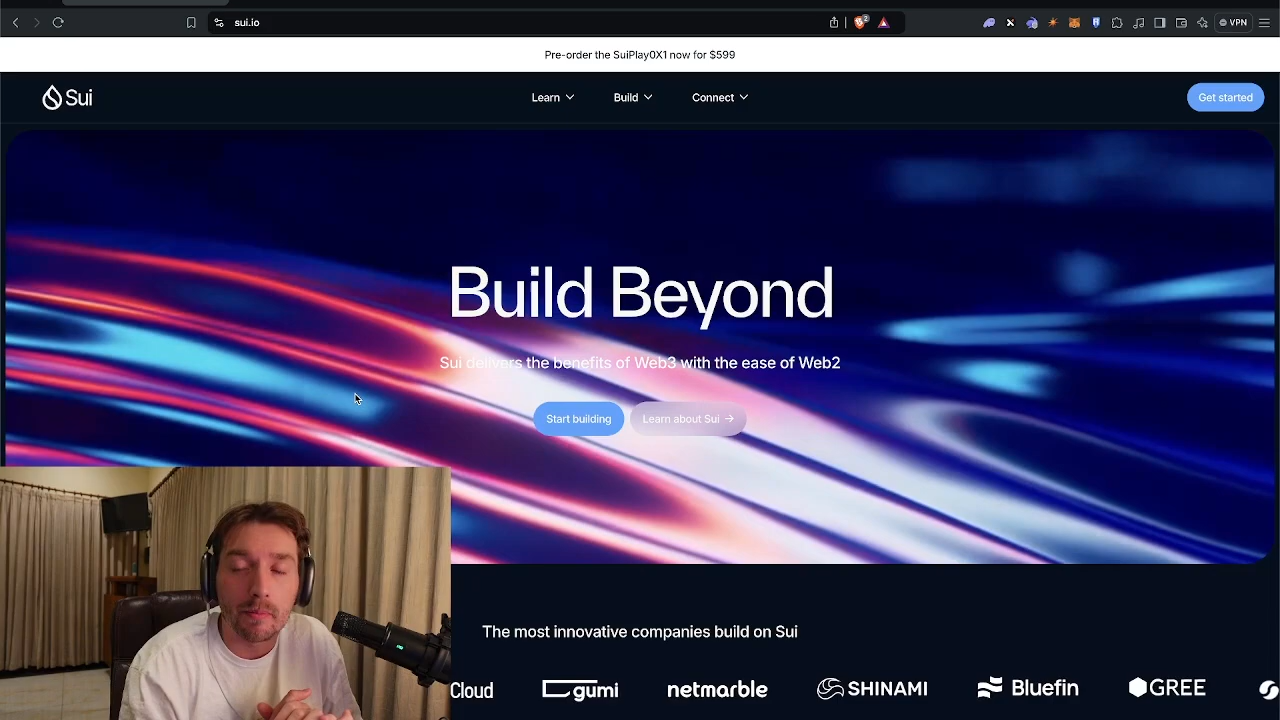 sui.io
2
VPN
Pre-order the SuiPlay0X1 now for $599
Sui
Learn
Build
Connect
Get started
Build Beyond
Sui delivers the benefits of Web3 with the ease of Web2
Start building
Learn about Sui →
The most innovative companies build on Sui
Cloud
gumi
netmarble
SHINAMI
Bluefin
GREE